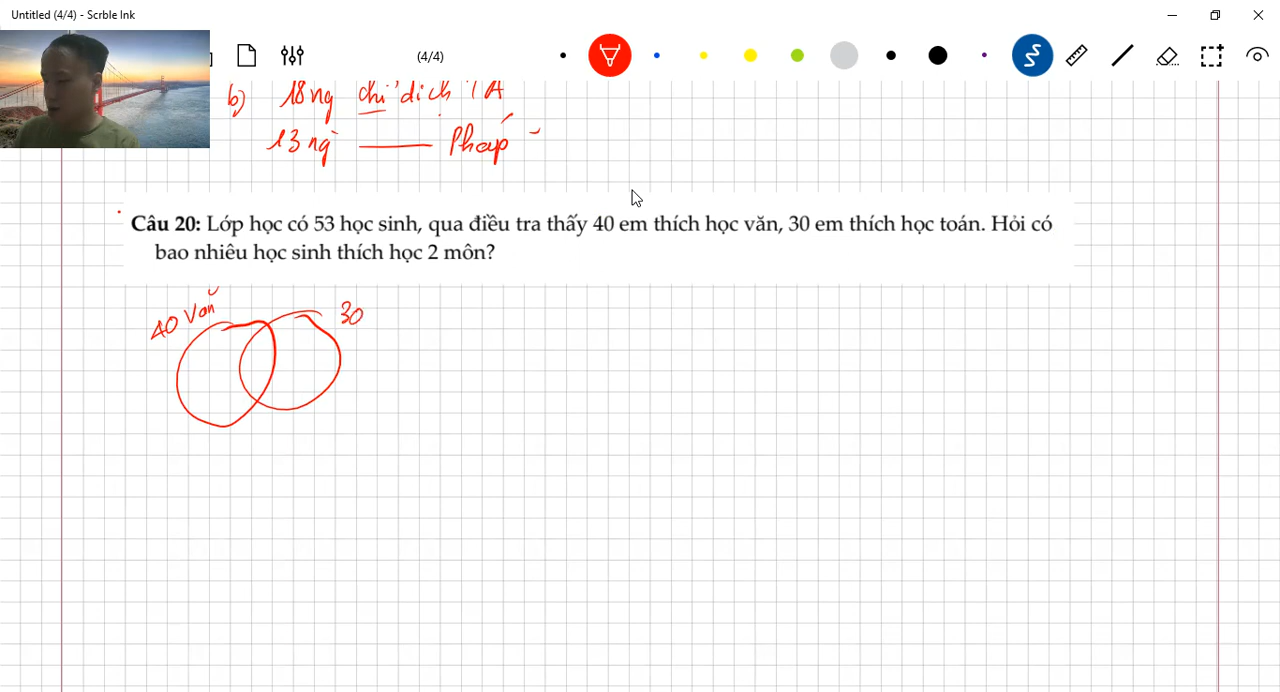 Untitled (4/4) - Scrble Ink
(4/4)
b) 18 ng chỉ dịch TA
13 ng — Pháp
Câu 20: Lớp học có 53 học sinh, qua điều tra thấy 40 em thích học văn, 30 em thích học toán. Hỏi có
bao nhiêu học sinh thích học 2 môn?
40 Văn
30